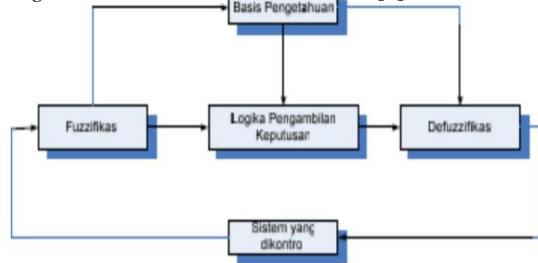 Basis Pengetahuan
Fuzzifikas
Logika Pengambilan
Keputusan
Defuzzifikas
Sistem yang
dikontro